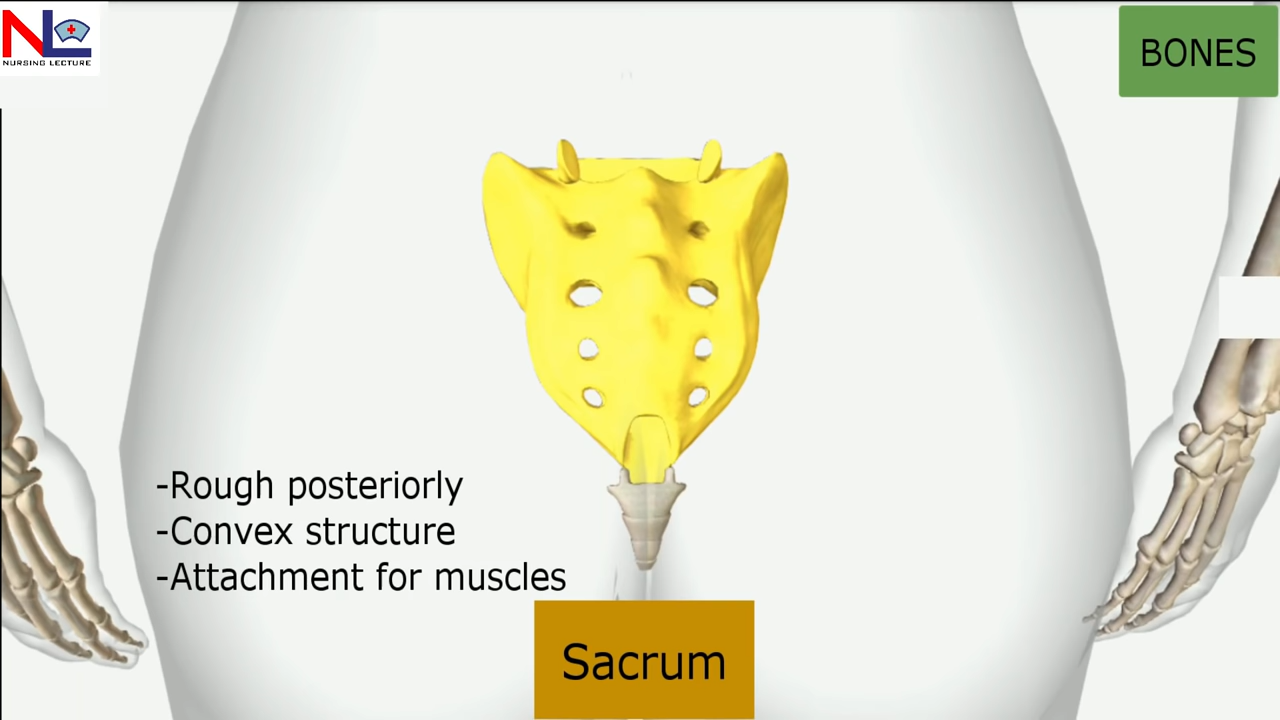 NL
NURSING LECTURE
BONES
-Rough posteriorly
-Convex structure
-Attachment for muscles
Sacrum